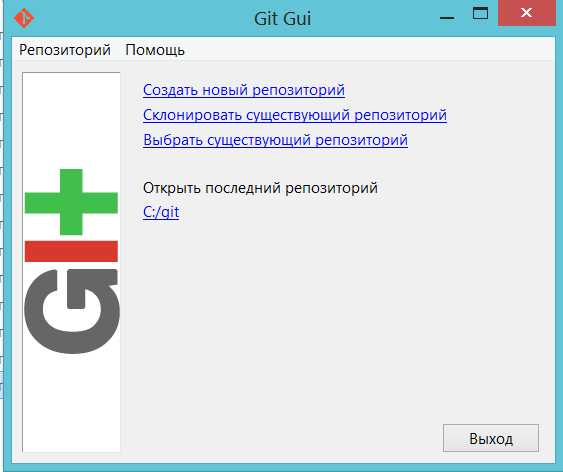 Git Gui
Репозиторий Помощь
Создать новый репозиторий
Склонировать существующий репозиторий
Выбрать существующий репозиторий
Открыть последний репозиторий
C:/git
GIt
Выход